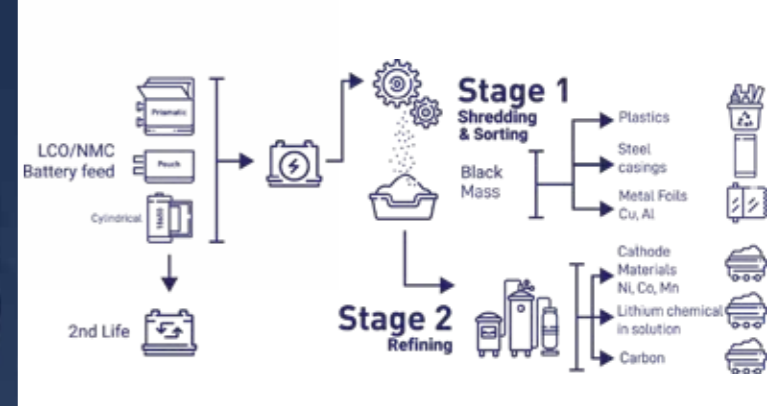 Prismatic
LCO/NMC
Battery feed
Pouch
Cylindrical
18650
2nd Life
Stage 1
Shredding
& Sorting
Black
Mass
Plastics
Steel
casings
Metal Foils
Cu, Al
Stage 2
Refining
Cathode
Materials
Ni, Co, Mn
Lithium chemical
in solution
Carbon